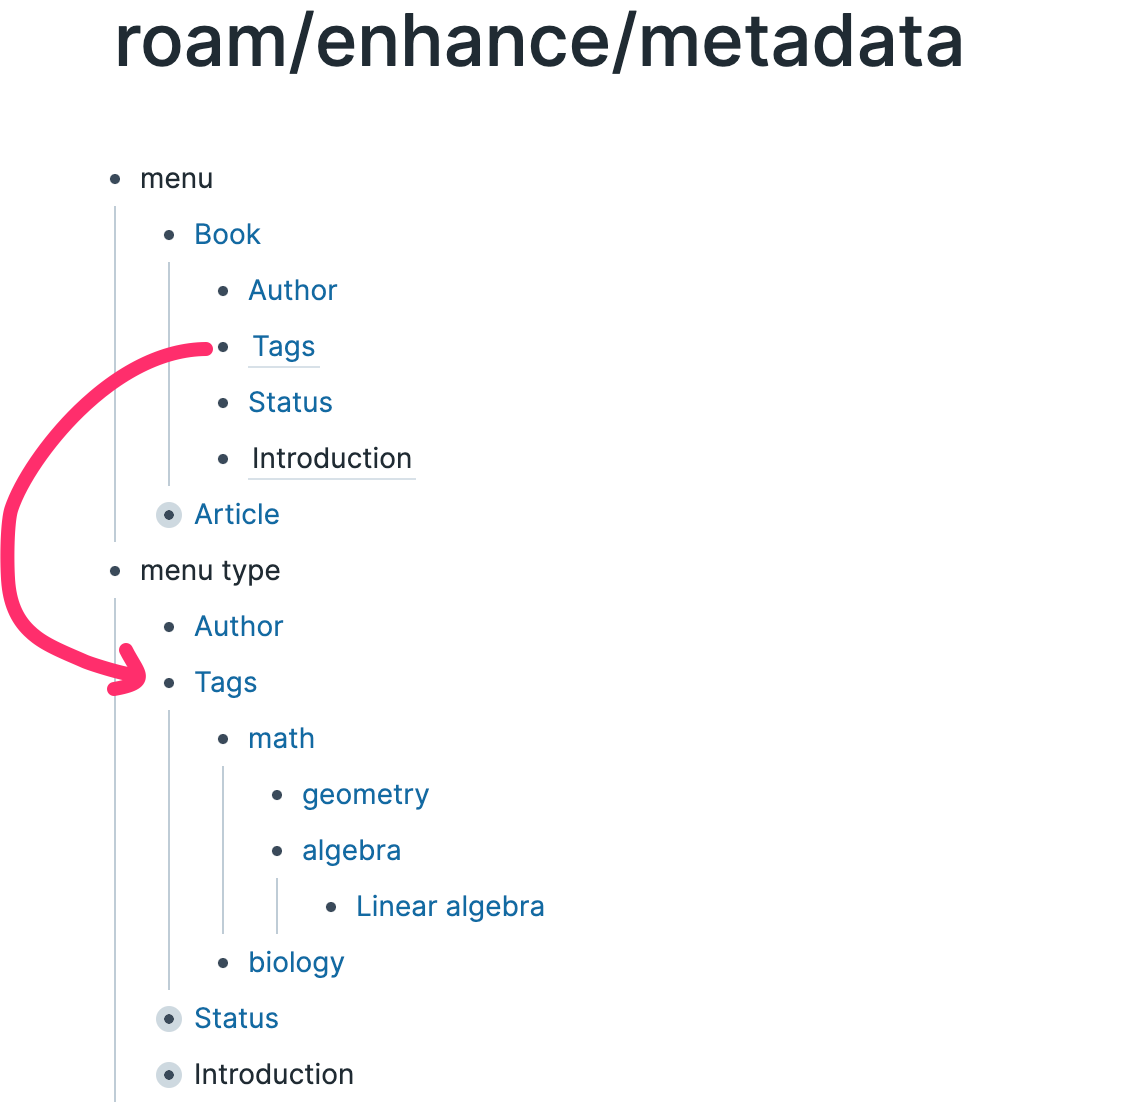 roam/enhance/metadata
menu
Book
Author
Tags
Status
Introduction
Article
menu type
Author
Tags
math
geometry
algebra
Linear algebra
biology
Status
Introduction